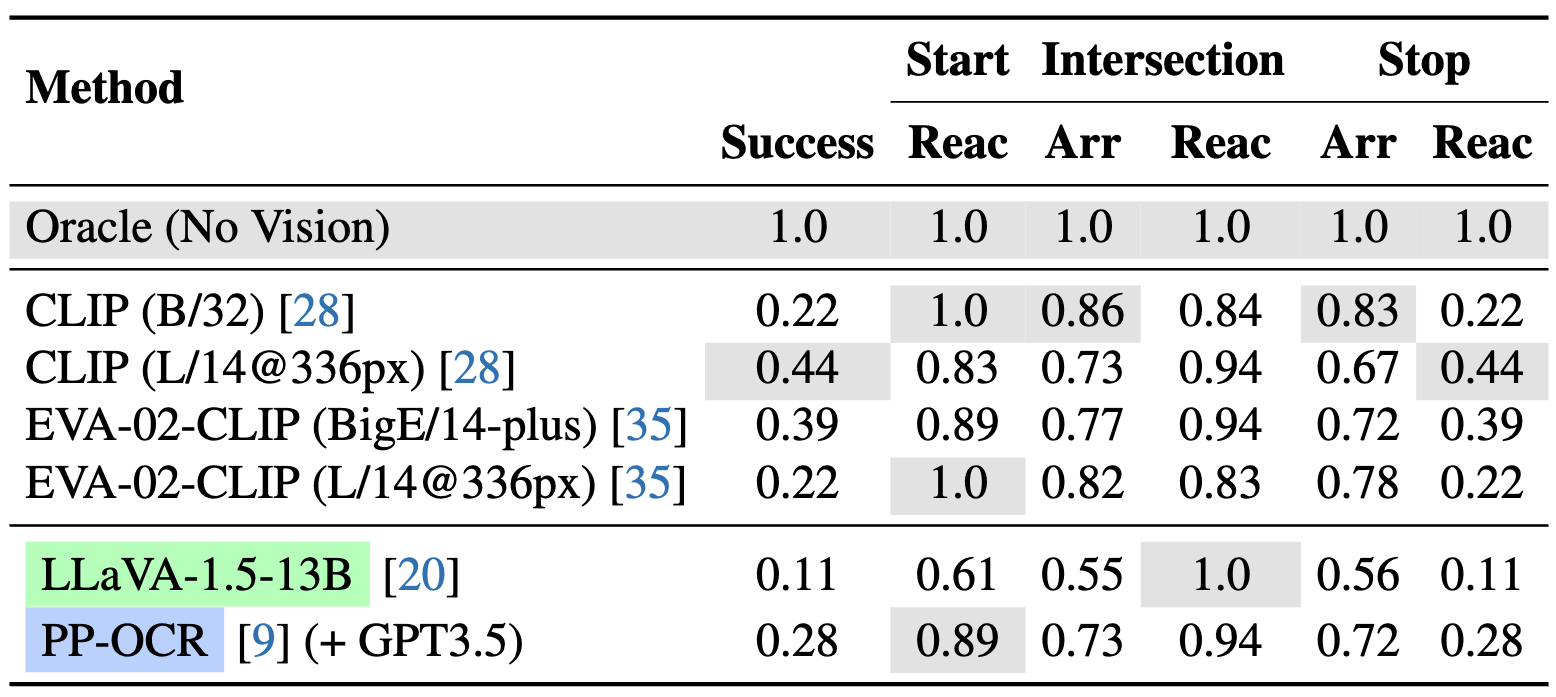 Method Start Intersection Stop
Success Reac Arr Reac Arr Reac
Oracle (No Vision) 1.0 1.0 1.0 1.0 1.0 1.0
CLIP (B/32) [28] 0.22 1.0 0.86 0.84 0.83 0.22
CLIP (L/14@336px) [28] 0.44 0.83 0.73 0.94 0.67 0.44
EVA-02-CLIP (BigE/14-plus) [35] 0.39 0.89 0.77 0.94 0.72 0.39
EVA-02-CLIP (L/14@336px) [35] 0.22 1.0 0.82 0.83 0.78 0.22
LLaVA-1.5-13B [20] 0.11 0.61 0.55 1.0 0.56 0.11
PP-OCR [9] (+ GPT3.5) 0.28 0.89 0.73 0.94 0.72 0.28